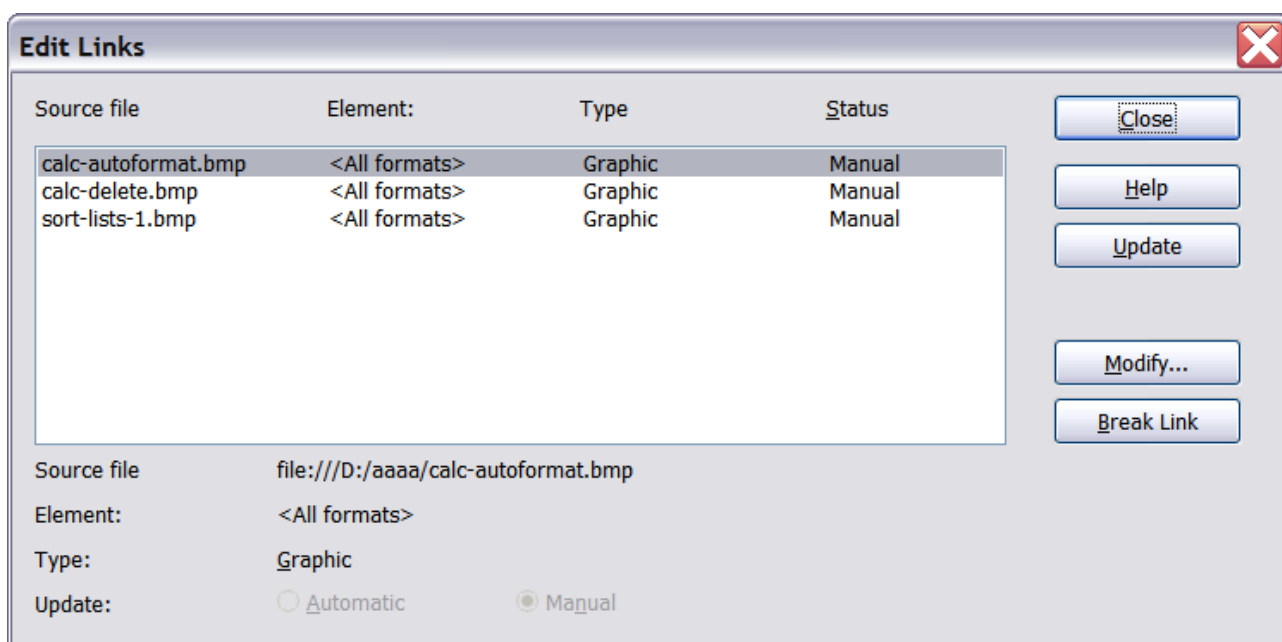 Edit Links
Source file Element: Type Status
calc-autoformat.bmp <All formats> Graphic Manual
calc-delete.bmp <All formats> Graphic Manual
sort-lists-1.bmp <All formats> Graphic Manual
Close
Help
Update
Modify...
Break Link
Source file file:///D:/aaaa/calc-autoformat.bmp
Element: <All formats>
Type: Graphic
Update: Automatic Manual